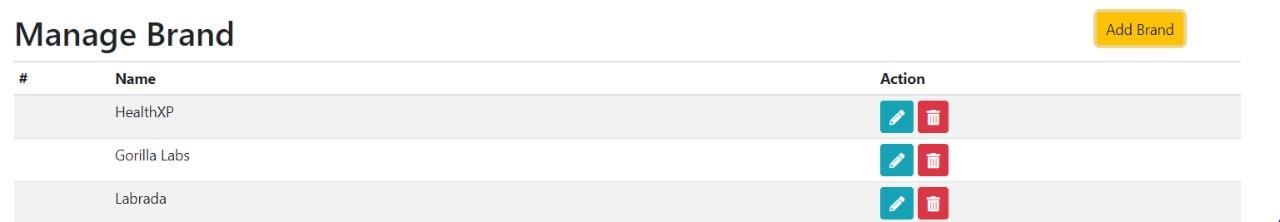 Manage Brand
Add Brand
# Name Action
HealthXP
Gorilla Labs
Labrada